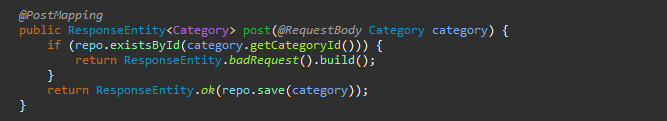 @PostMapping
public ResponseEntity<Category> post(@RequestBody Category category) {
    if (repo.existsById(category.getCategoryId())) {
        return ResponseEntity.badRequest().build();
    }
    return ResponseEntity.ok(repo.save(category));
}